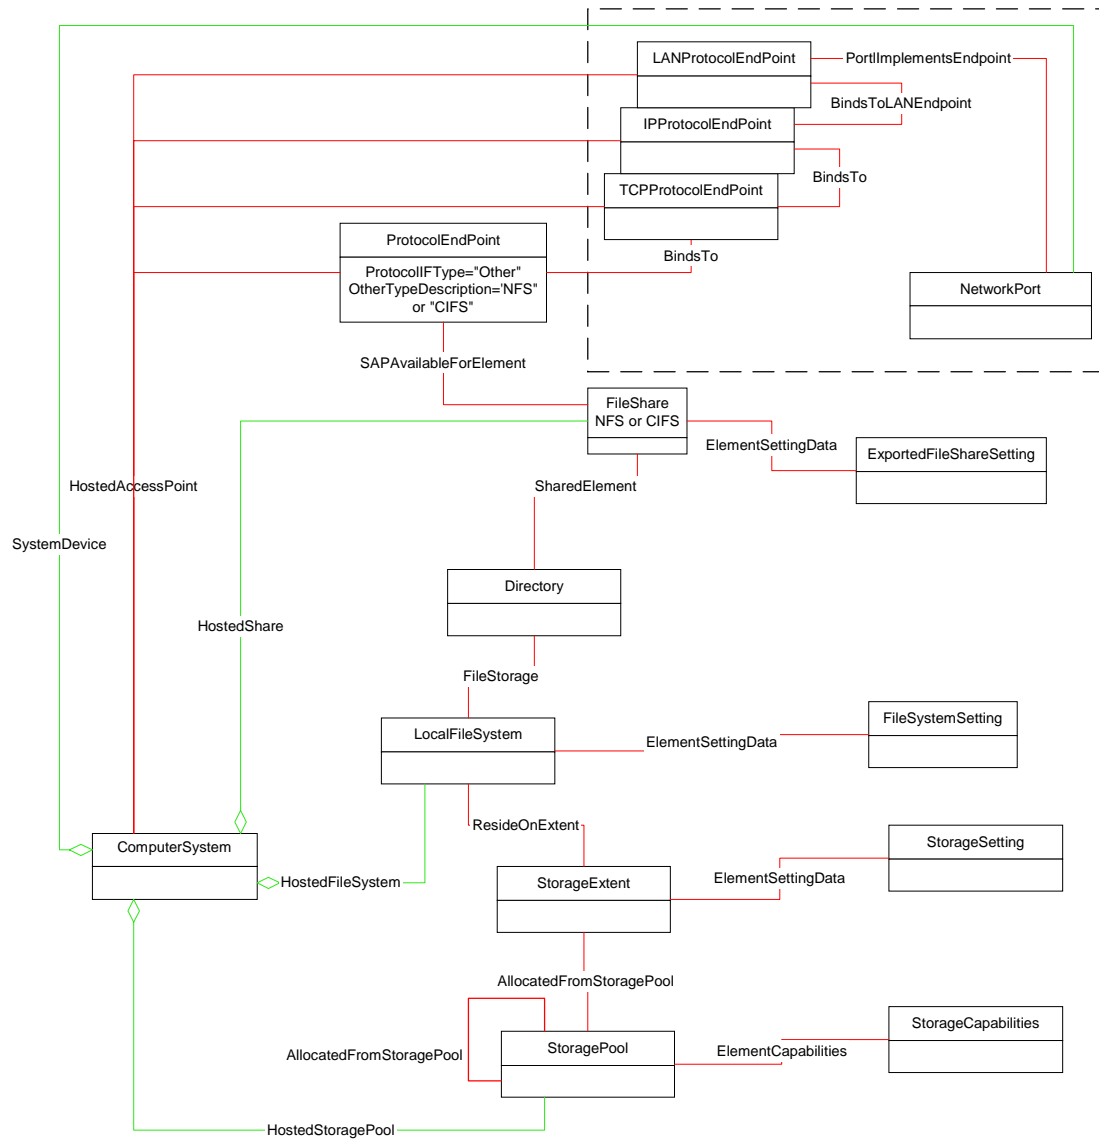 LANProtocolEndPoint
PortIImplementsEndpoint
BindsToLANEndpoint
IPProtocolEndPoint
BindsTo
TCPProtocolEndPoint
ProtocolEndPoint
BindsTo
ProtocolIFType="Other"
OtherTypeDescription='NFS"
or "CIFS"
NetworkPort
SAPAvailableForElement
FileShare
NFS or CIFS
ElementSettingData
ExportedFileShareSetting
HostedAccessPoint
SharedElement
SystemDevice
Directory
HostedShare
FileStorage
FileSystemSetting
LocalFileSystem
ElementSettingData
ResideOnExtent
StorageSetting
ComputerSystem
HostedFileSystem
StorageExtent
ElementSettingData
AllocatedFromStoragePool
StorageCapabilities
StoragePool
ElementCapabilities
AllocatedFromStoragePool
HostedStoragePool